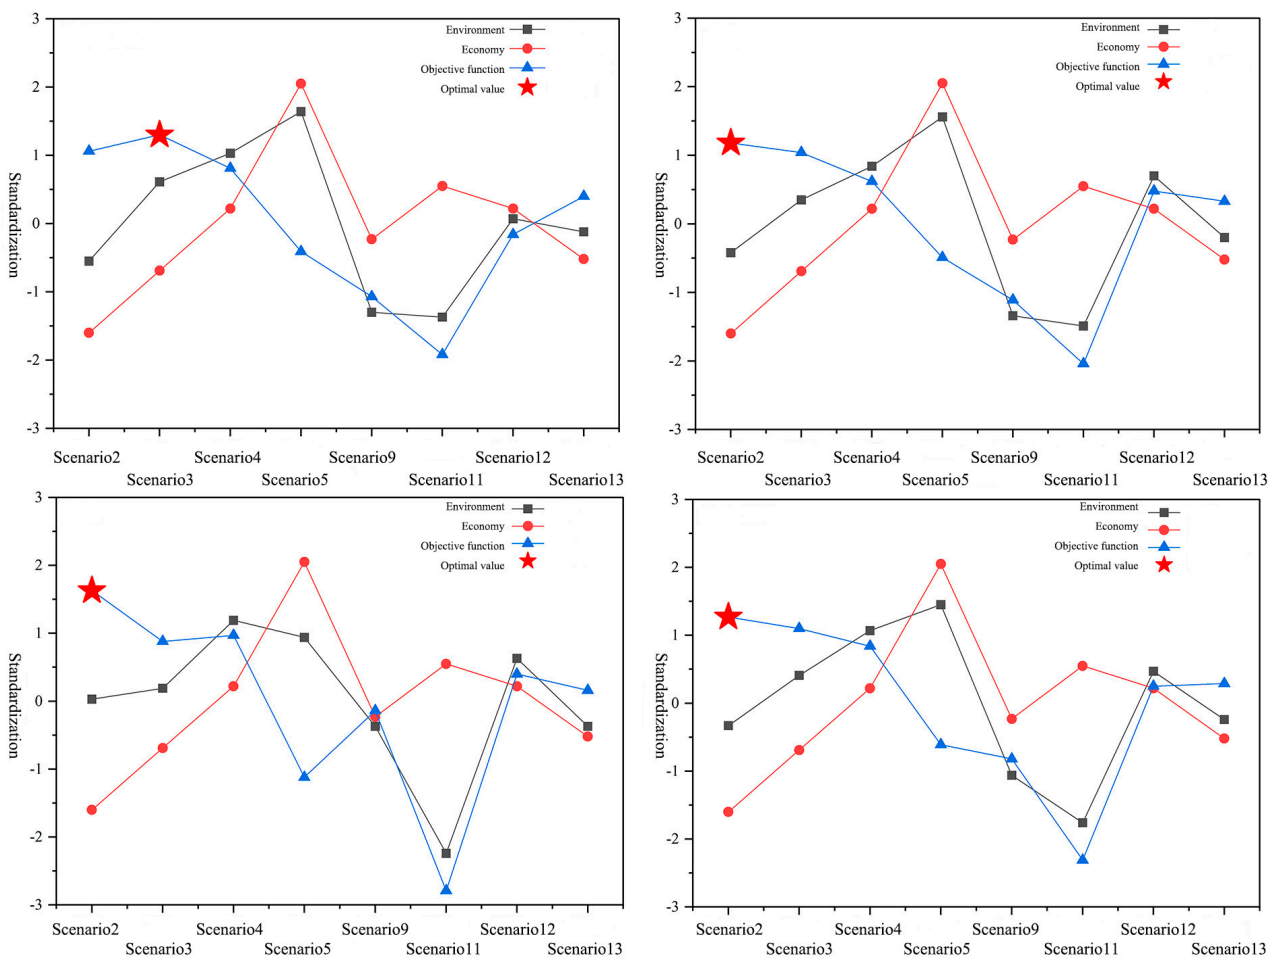 Environment
Economy
Objective function
Optimal value
3
2
1
0
-1
-2
-3
Standardization
Scenario2
Scenario3
Scenario4
Scenario5
Scenario9
Scenario11
Scenario12
Scenario13
Environment
Economy
Objective function
Optimal value
3
2
1
0
-1
-2
-3
Standardization
Scenario2
Scenario3
Scenario4
Scenario5
Scenario9
Scenario11
Scenario12
Scenario13
Environment
Economy
Objective function
Optimal value
3
2
1
0
-1
-2
-3
Standardization
Scenario2
Scenario3
Scenario4
Scenario5
Scenario9
Scenario11
Scenario12
Scenario13
Environment
Economy
Objective function
Optimal value
3
2
1
0
-1
-2
-3
Standardization
Scenario2
Scenario3
Scenario4
Scenario5
Scenario9
Scenario11
Scenario12
Scenario13